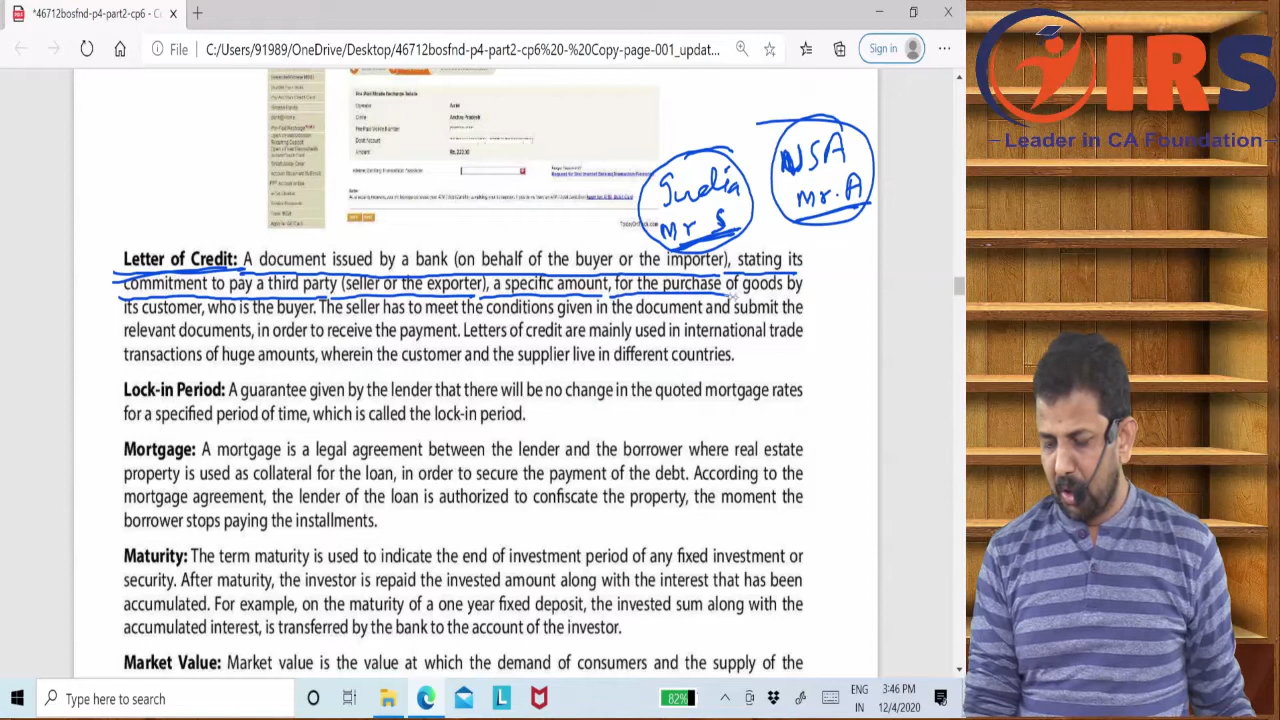 *46712bosfnd-p4-part2-cp6 - Cop
File
C:/Users/91989/OneDrive/Desktop/46712bosfnd-p4-part2-cp6%20-%20Copy-page-001_updat...
Sign in
IRS
Leader in CA Foundation
Operator
Andhra Pradesh
Debit Account
Amount
Rs.222.00
India
Mr S
USA
Mr. A
Letter of Credit: A document issued by a bank (on behalf of the buyer or the importer), stating its
commitment to pay a third party (seller or the exporter), a specific amount, for the purchase of goods by
its customer, who is the buyer. The seller has to meet the conditions given in the document and submit the
relevant documents, in order to receive the payment. Letters of credit are mainly used in international trade
transactions of huge amounts, wherein the customer and the supplier live in different countries.
Lock-in Period: A guarantee given by the lender that there will be no change in the quoted mortgage rates
for a specified period of time, which is called the lock-in period.
Mortgage: A mortgage is a legal agreement between the lender and the borrower where real estate
property is used as collateral for the loan, in order to secure the payment of the debt. According to the
mortgage agreement, the lender of the loan is authorized to confiscate the property, the moment the
borrower stops paying the installments.
Maturity: The term maturity is used to indicate the end of investment period of any fixed investment or
security. After maturity, the investor is repaid the invested amount along with the interest that has been
accumulated. For example, on the maturity of a one year fixed deposit, the invested sum along with the
accumulated interest, is transferred by the bank to the account of the investor.
Market Value: Market value is the value at which the demand of consumers and the supply of the
Type here to search
82%
ENG
IN
3:46 PM
12/4/2020